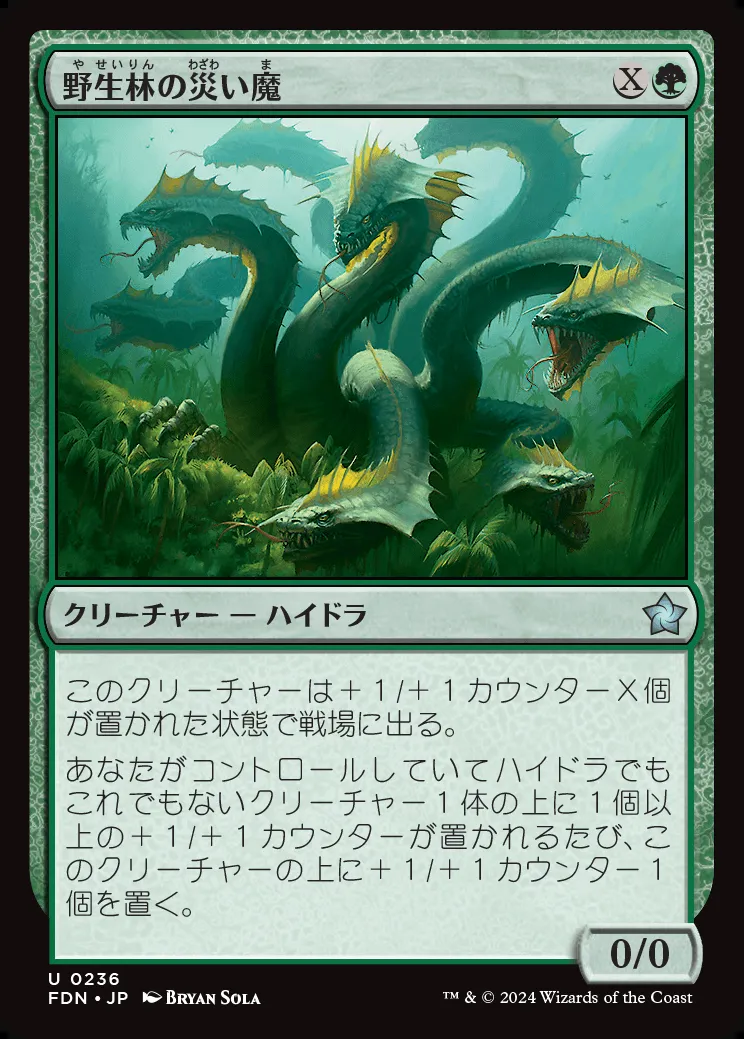 やせいりん わざわ ま
野生林の災い魔 X
クリーチャー — ハイドラ
このクリーチャーは＋１/＋１カウンターＸ個
が置かれた状態で戦場に出る。
あなたがコントロールしていてハイドラでも
これでもないクリーチャー１体の上に１個以
上の＋１/＋１カウンターが置かれるたび、こ
のクリーチャーの上に＋１/＋１カウンター１
個を置く。
0/0
U 0236
FDN • JP BRYAN SOLA
™ & © 2024 Wizards of the Coast